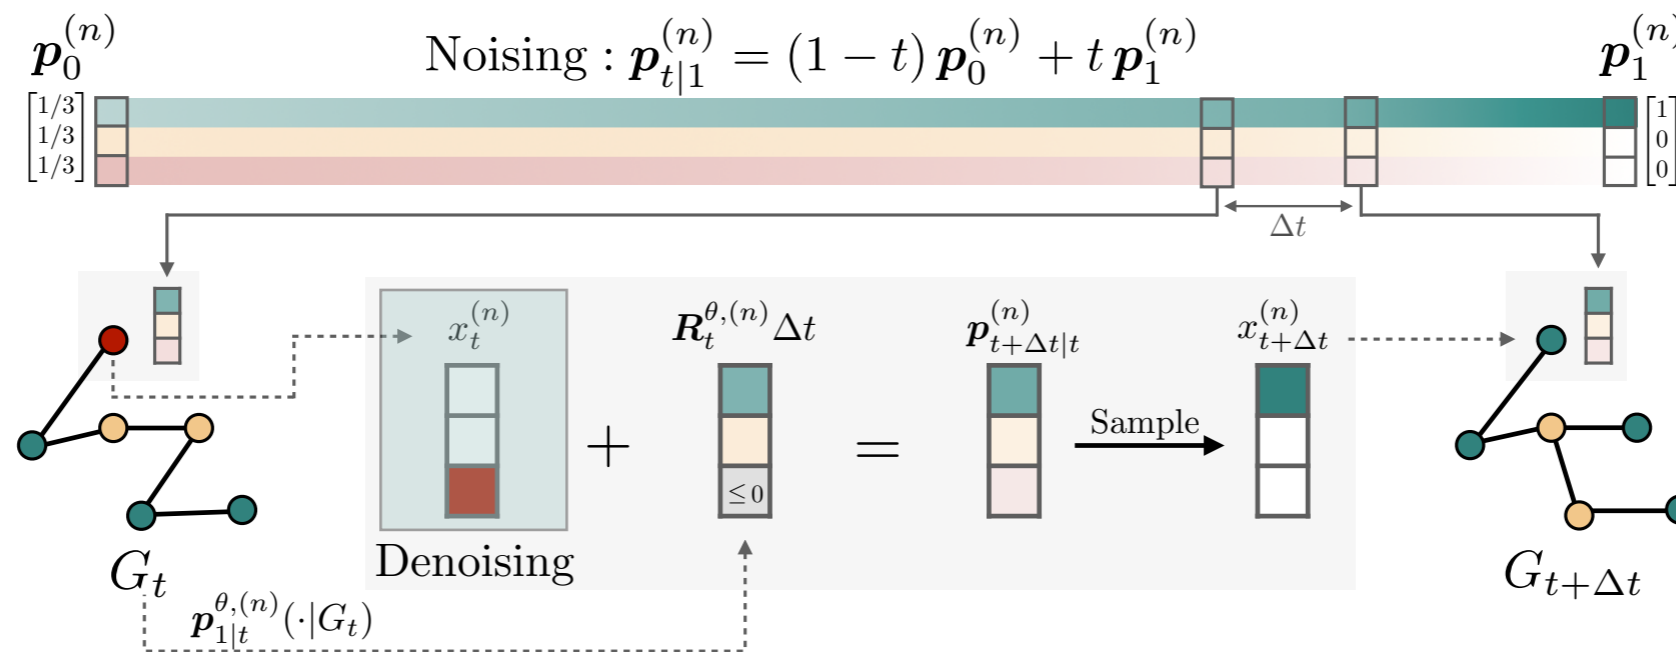 p_0^{(n)}
Noising : p_{t|1}^{(n)} = (1 − t) p_0^{(n)} + t p_1^{(n)}
p_1^{(n)}
[1/3
1/3
1/3]
[1
0
0]
Δt
x_t^{(n)}
R_t^{θ,(n)} Δt
p_{t+Δt|t}^{(n)}
x_{t+Δt}^{(n)}
+
=
Sample
≤ 0
Denoising
G_t
G_{t+Δt}
p_{1|t}^{θ,(n)}(·|G_t)